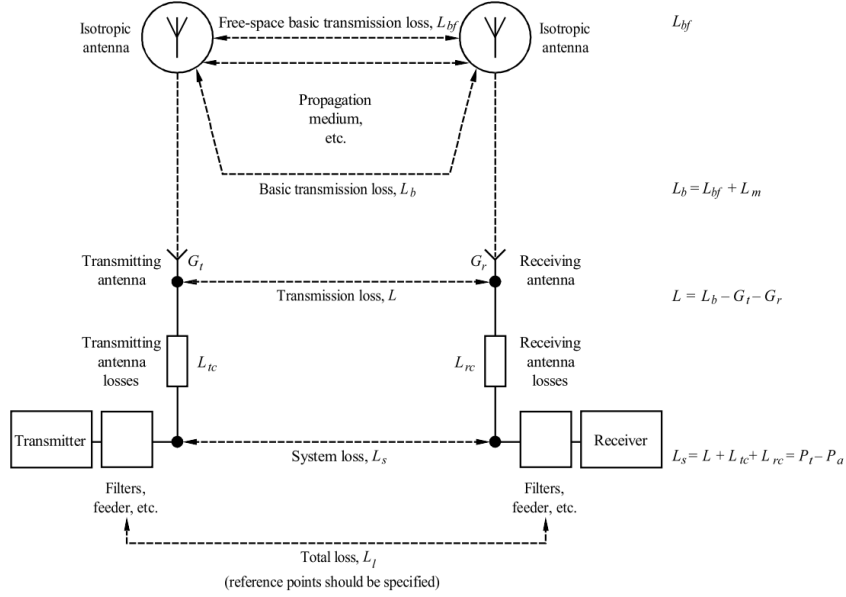 Isotropic
antenna
Free-space basic transmission loss, L_bf
Isotropic
antenna
L_bf
Propagation
medium,
etc.
Basic transmission loss, L_b
L_b = L_bf + L_m
Transmitting
antenna
G_t
G_r
Receiving
antenna
Transmission loss, L
L = L_b – G_t – G_r
Transmitting
antenna
losses
L_tc
L_rc
Receiving
antenna
losses
Transmitter
System loss, L_s
Receiver
L_s = L + L_tc + L_rc = P_t – P_a
Filters,
feeder, etc.
Filters,
feeder, etc.
Total loss, L_l
(reference points should be specified)